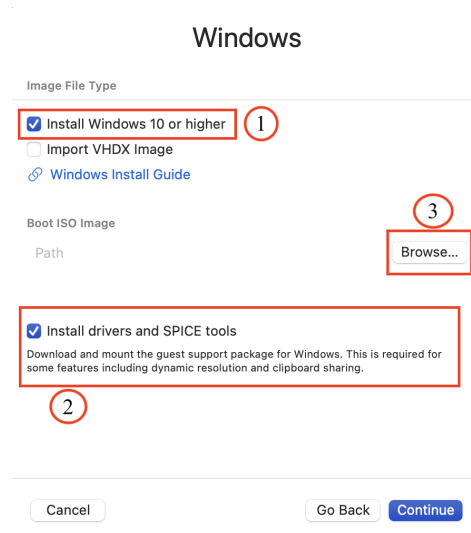 Windows
Image File Type
Install Windows 10 or higher
1
Import VHDX Image
Windows Install Guide
3
Boot ISO Image
Path
Browse...
Install drivers and SPICE tools
Download and mount the guest support package for Windows. This is required for
some features including dynamic resolution and clipboard sharing.
2
Cancel
Go Back
Continue